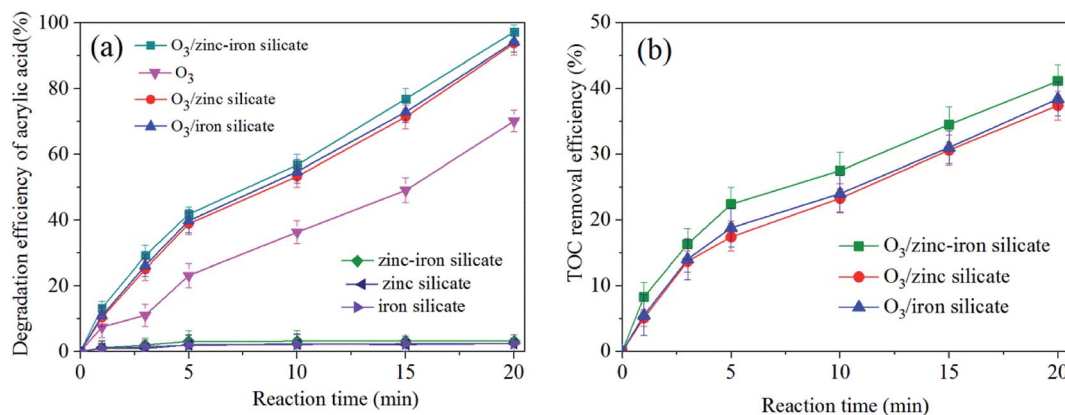 (a)
Degradation efficiency of acrylic acid(%)
100
80
60
40
20
0
O₃/zinc-iron silicate
O₃
O₃/zinc silicate
O₃/iron silicate
zinc-iron silicate
zinc silicate
iron silicate
0 5 10 15 20
Reaction time (min)
(b)
TOC removal efficiency (%)
50
40
30
20
10
0
O₃/zinc-iron silicate
O₃/zinc silicate
O₃/iron silicate
0 5 10 15 20
Reaction time (min)